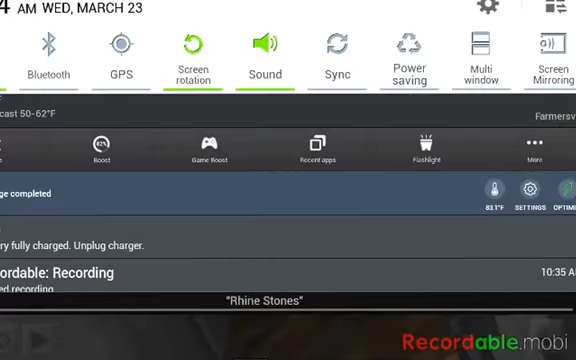 4 AM WED, MARCH 23
Bluetooth
GPS
Screen rotation
Sound
Sync
Power saving
Multi window
Screen Mirroring
cast 50-62°F
Farmersv
82%
Boost
Game Boost
Recent apps
Flashlight
More
ge completed
83.1°F
SETTINGS
OPTIMI
ry fully charged. Unplug charger.
ordable: Recording
10:35 A
ed recording
"Rhine Stones"
Recordable.mobi